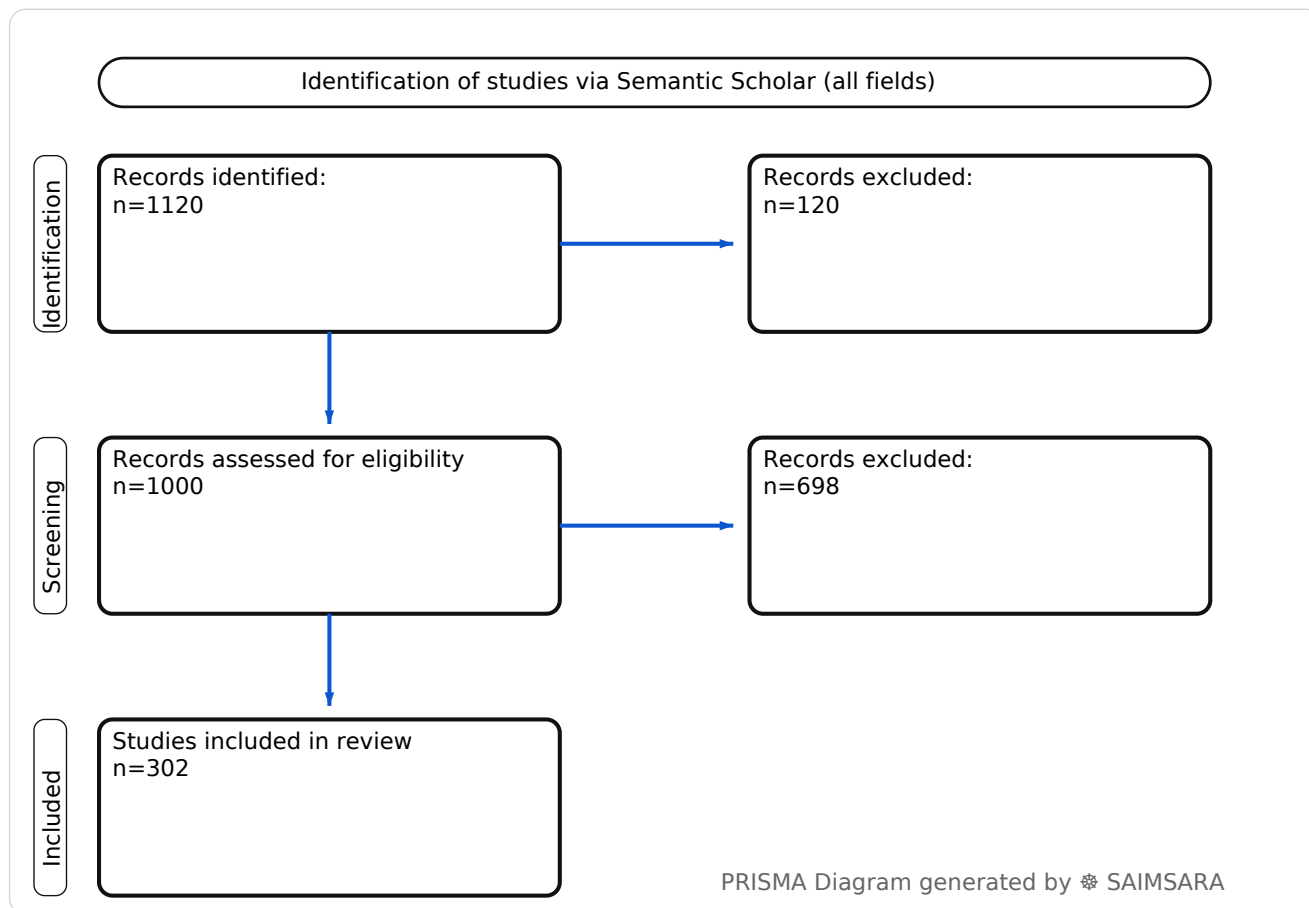 Identification of studies via Semantic Scholar (all fields)
Identification
Records identified:
n=1120
Records excluded:
n=120
Screening
Records assessed for eligibility
n=1000
Records excluded:
n=698
Included
Studies included in review
n=302
PRISMA Diagram generated by ☸ SAIMSARA